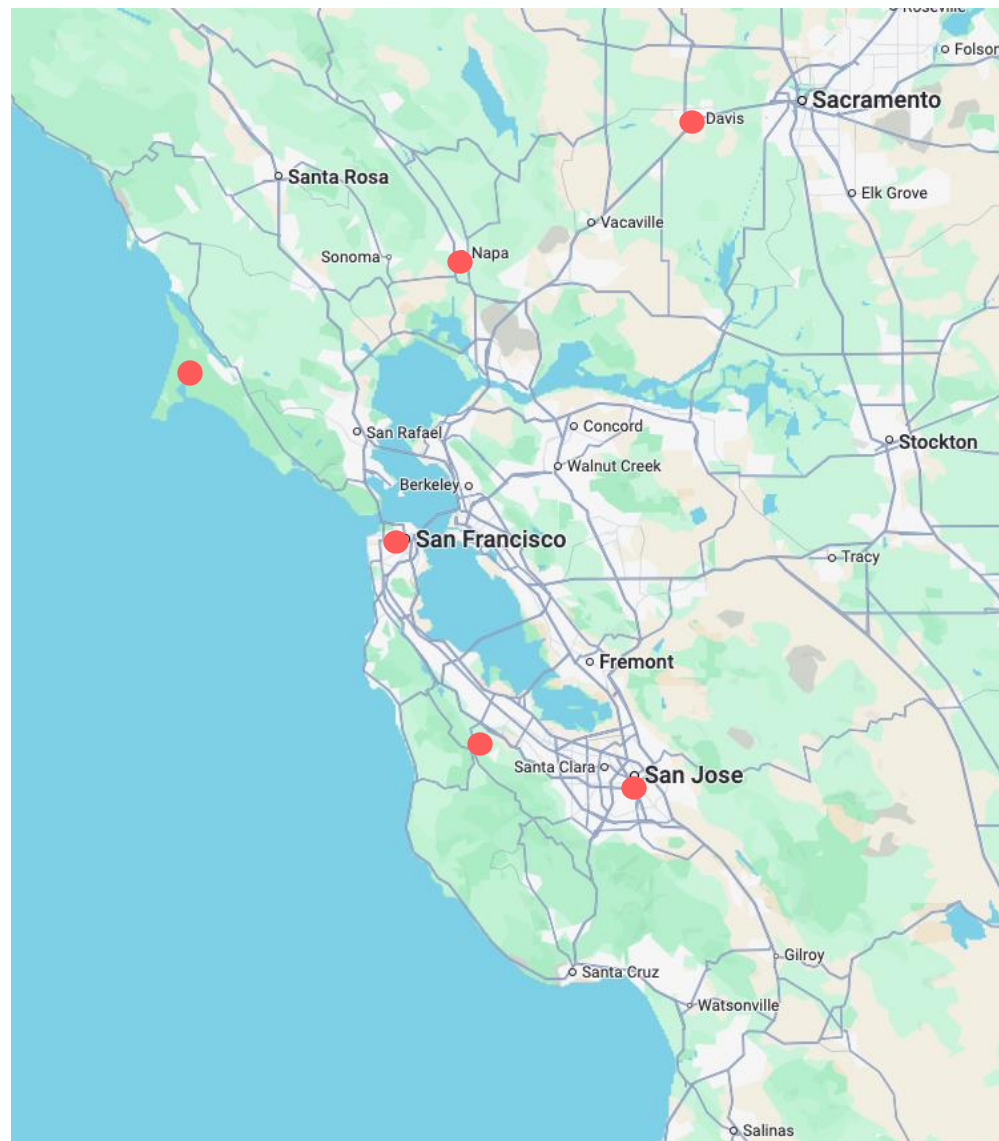 Roseville
Folsom
Sacramento
Davis
Santa Rosa
Elk Grove
Vacaville
Sonoma
Napa
San Rafael
Concord
Stockton
Walnut Creek
Berkeley
San Francisco
Tracy
Fremont
Santa Clara
San Jose
Gilroy
Santa Cruz
Watsonville
Salinas